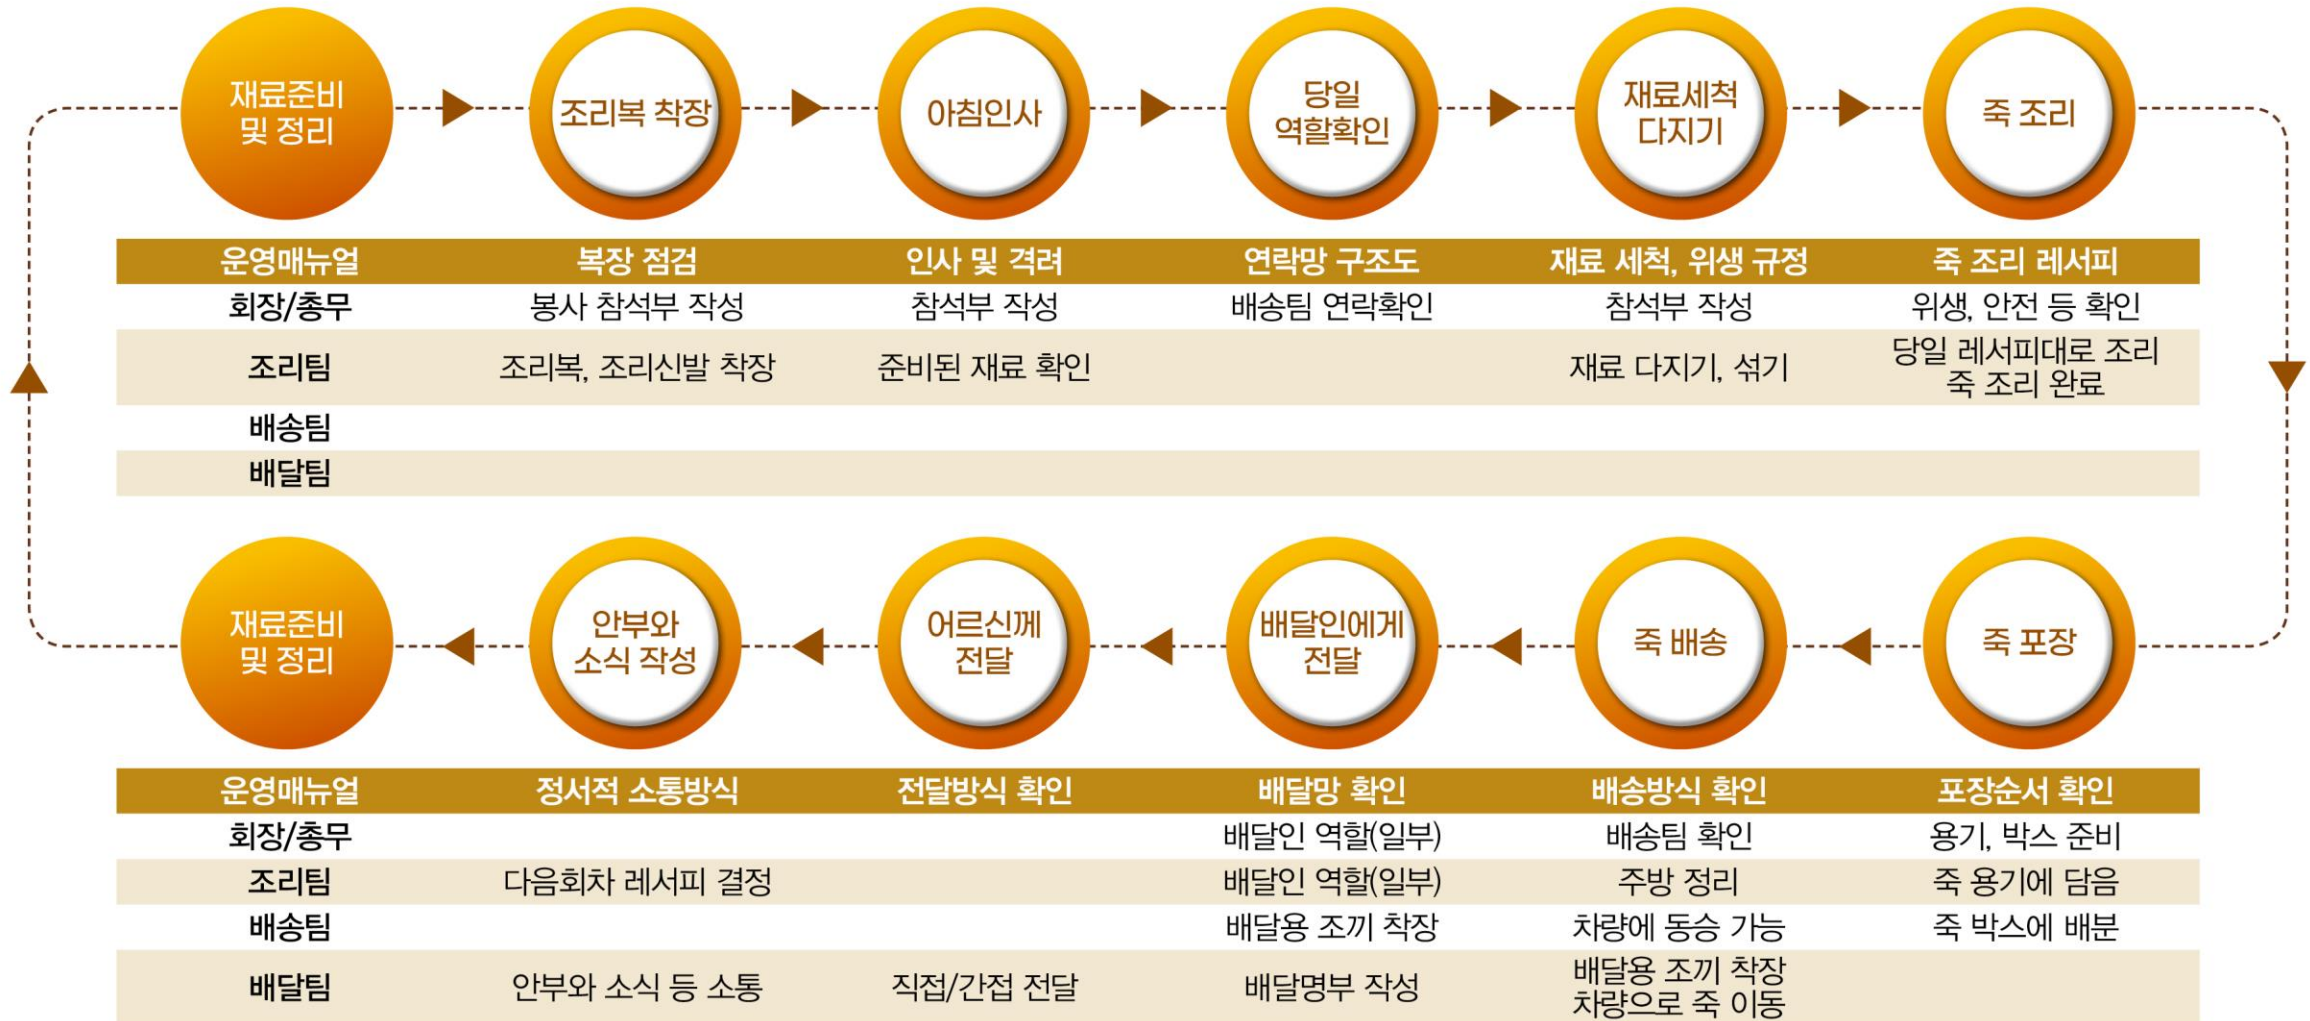 재료준비
및 정리
조리복 착장
아침인사
당일
역할확인
재료세척
다지기
죽 조리
운영매뉴얼 복장 점검 인사 및 격려 연락망 구조도 재료 세척, 위생 규정 죽 조리 레서피
회장/총무 봉사 참석부 작성 참석부 작성 배송팀 연락확인 참석부 작성 위생, 안전 등 확인
조리팀 조리복, 조리신발 착장 준비된 재료 확인 재료 다지기, 섞기 당일 레서피대로 조리
죽 조리 완료
배송팀
배달팀
재료준비
및 정리
안부와
소식 작성
어르신께
전달
배달인에게
전달
죽 배송
죽 포장
운영매뉴얼 정서적 소통방식 전달방식 확인 배달망 확인 배송방식 확인 포장순서 확인
회장/총무 배달인 역할(일부) 배송팀 확인 용기, 박스 준비
조리팀 다음회차 레서피 결정 배달인 역할(일부) 주방 정리 죽 용기에 담음
배송팀 배달용 조끼 착장 차량에 동승 가능 죽 박스에 배분
배달팀 안부와 소식 등 소통 직접/간접 전달 배달명부 작성 배달용 조끼 착장
차량으로 죽 이동